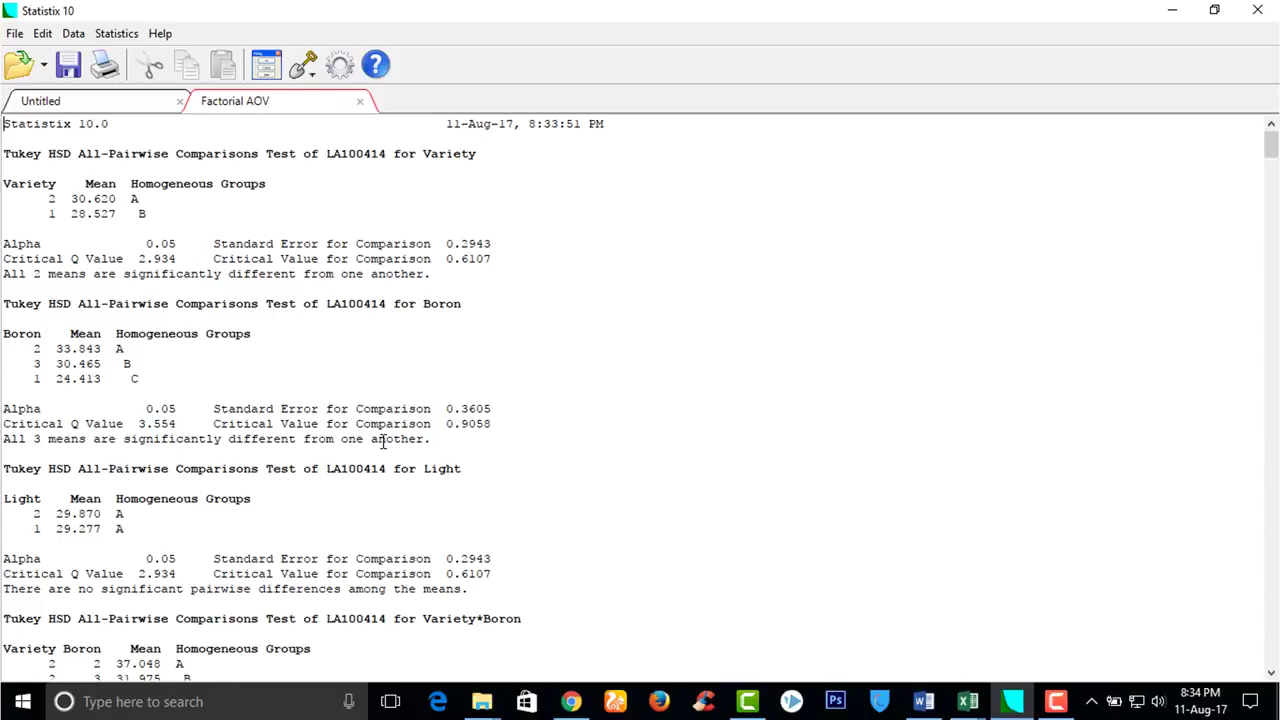 Statistix 10
File Edit Data Statistics Help
Untitled Factorial AOV
Statistix 10.0 11-Aug-17, 8:33:51 PM
Tukey HSD All-Pairwise Comparisons Test of LA100414 for Variety
Variety Mean Homogeneous Groups
2 30.620 A
1 28.527 B
Alpha 0.05 Standard Error for Comparison 0.2943
Critical Q Value 2.934 Critical Value for Comparison 0.6107
All 2 means are significantly different from one another.
Tukey HSD All-Pairwise Comparisons Test of LA100414 for Boron
Boron Mean Homogeneous Groups
2 33.843 A
3 30.465 B
1 24.413 C
Alpha 0.05 Standard Error for Comparison 0.3605
Critical Q Value 3.554 Critical Value for Comparison 0.9058
All 3 means are significantly different from one another.
Tukey HSD All-Pairwise Comparisons Test of LA100414 for Light
Light Mean Homogeneous Groups
2 29.870 A
1 29.277 A
Alpha 0.05 Standard Error for Comparison 0.2943
Critical Q Value 2.934 Critical Value for Comparison 0.6107
There are no significant pairwise differences among the means.
Tukey HSD All-Pairwise Comparisons Test of LA100414 for Variety*Boron
Variety Boron Mean Homogeneous Groups
2 2 37.048 A
2 3 31.975 B
Type here to search
8:34 PM
11-Aug-17